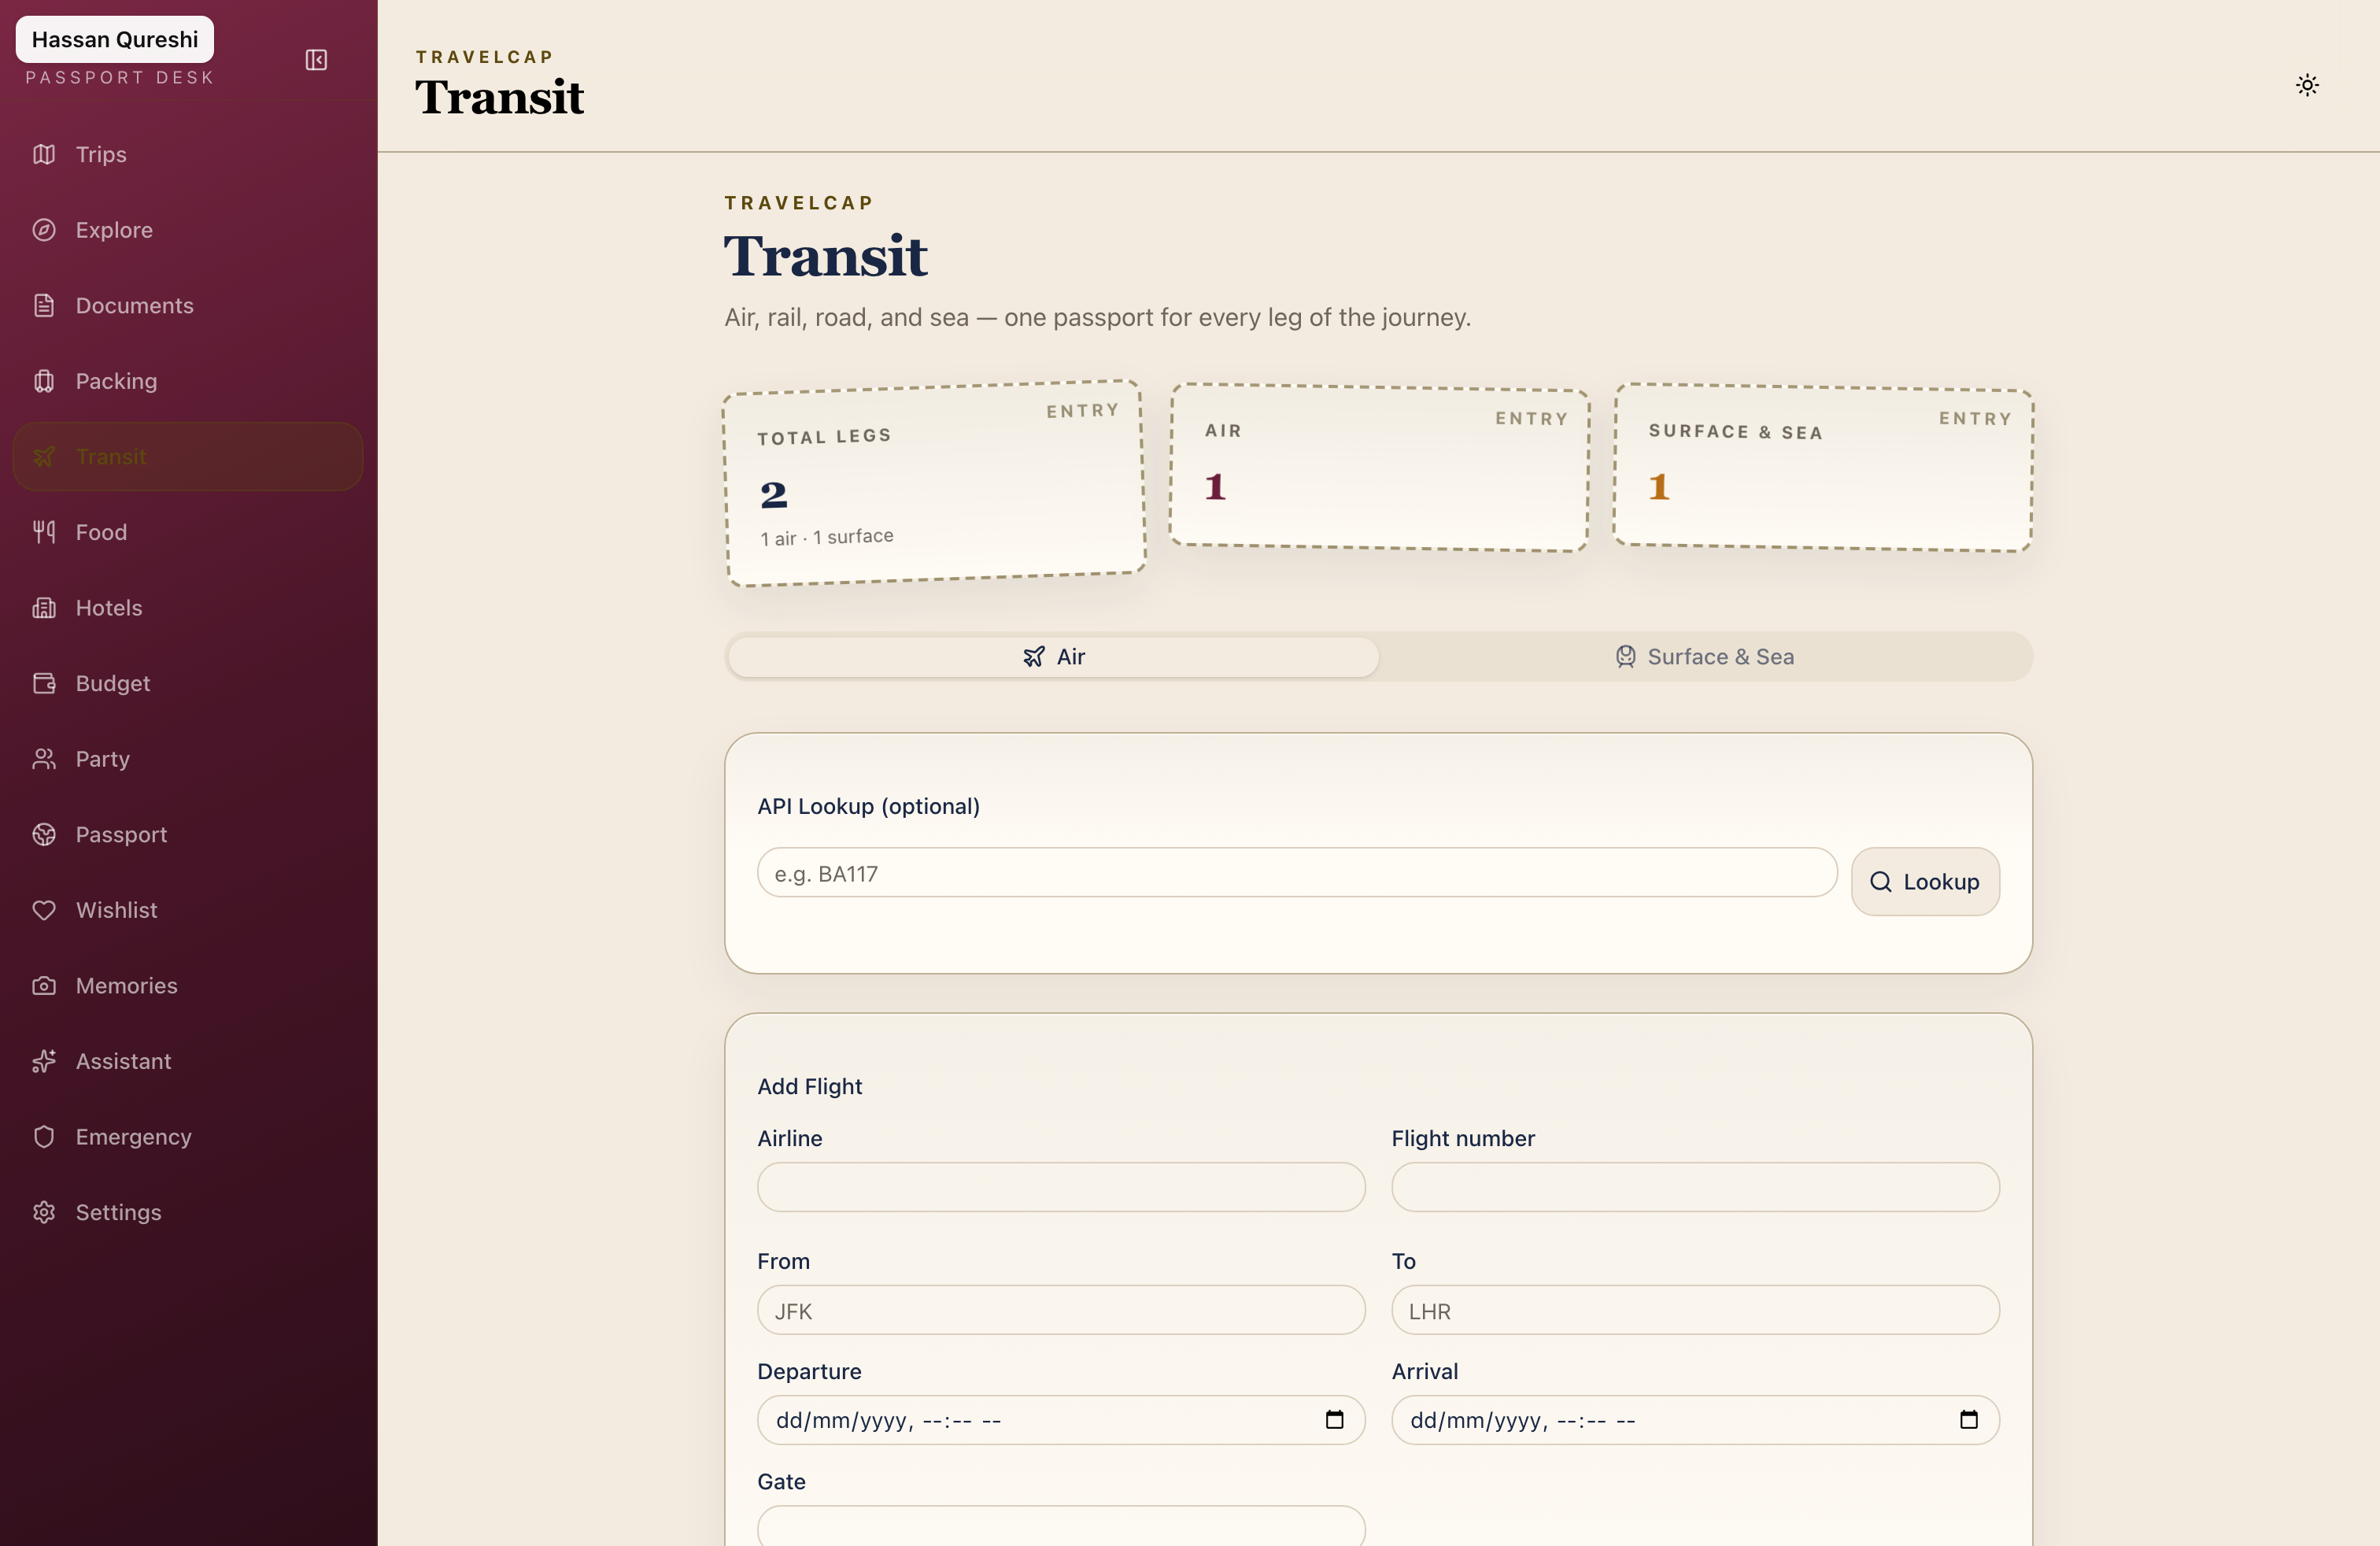 Hassan Qureshi
PASSPORT DESK
Trips
Explore
Documents
Packing
Transit
Food
Hotels
Budget
Party
Passport
Wishlist
Memories
Assistant
Emergency
Settings
TRAVELCAP
Transit
TRAVELCAP
Transit
Air, rail, road, and sea — one passport for every leg of the journey.
ENTRY
TOTAL LEGS
2
1 air · 1 surface
ENTRY
AIR
1
ENTRY
SURFACE & SEA
1
Air
Surface & Sea
API Lookup (optional)
e.g. BA117
Lookup
Add Flight
Airline
Flight number
From
To
JFK
LHR
Departure
Arrival
dd/mm/yyyy, --:-- --
dd/mm/yyyy, --:-- --
Gate